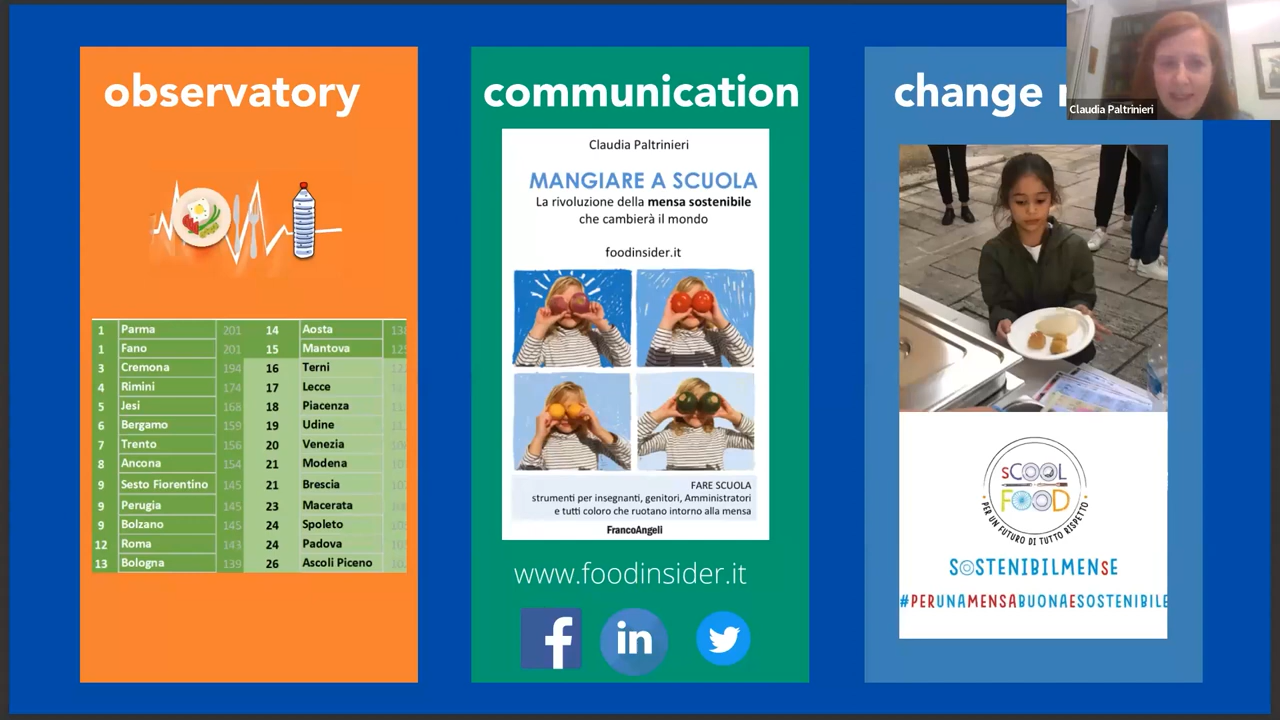 observatory
1 Parma 201 14 Aosta
1 Fano 201 15 Mantova
3 Cremona 194 16 Terni
4 Rimini 174 17 Lecce
5 Jesi 168 18 Piacenza
6 Bergamo 159 19 Udine
7 Trento 156 20 Venezia
8 Ancona 154 21 Modena
9 Sesto Fiorentino 145 21 Brescia
9 Perugia 145 23 Macerata
9 Bolzano 145 24 Spoleto
12 Roma 143 24 Padova
13 Bologna 139 26 Ascoli Piceno
communication
Claudia Paltrinieri
MANGIARE A SCUOLA
La rivoluzione della mensa sostenibile
che cambierà il mondo
foodinsider.it
FARE SCUOLA
strumenti per insegnanti, genitori, Amministratori
e tutti coloro che ruotano intorno alla mensa
FrancoAngeli
www.foodinsider.it
f
in
change
Claudia Paltrinieri
sCOOL
FOOD
PER UN FUTURO DI TUTTO RISPETTO
SOSTENIBILMENsE
#PERUNAMENSABUONAESOSTENIBILE